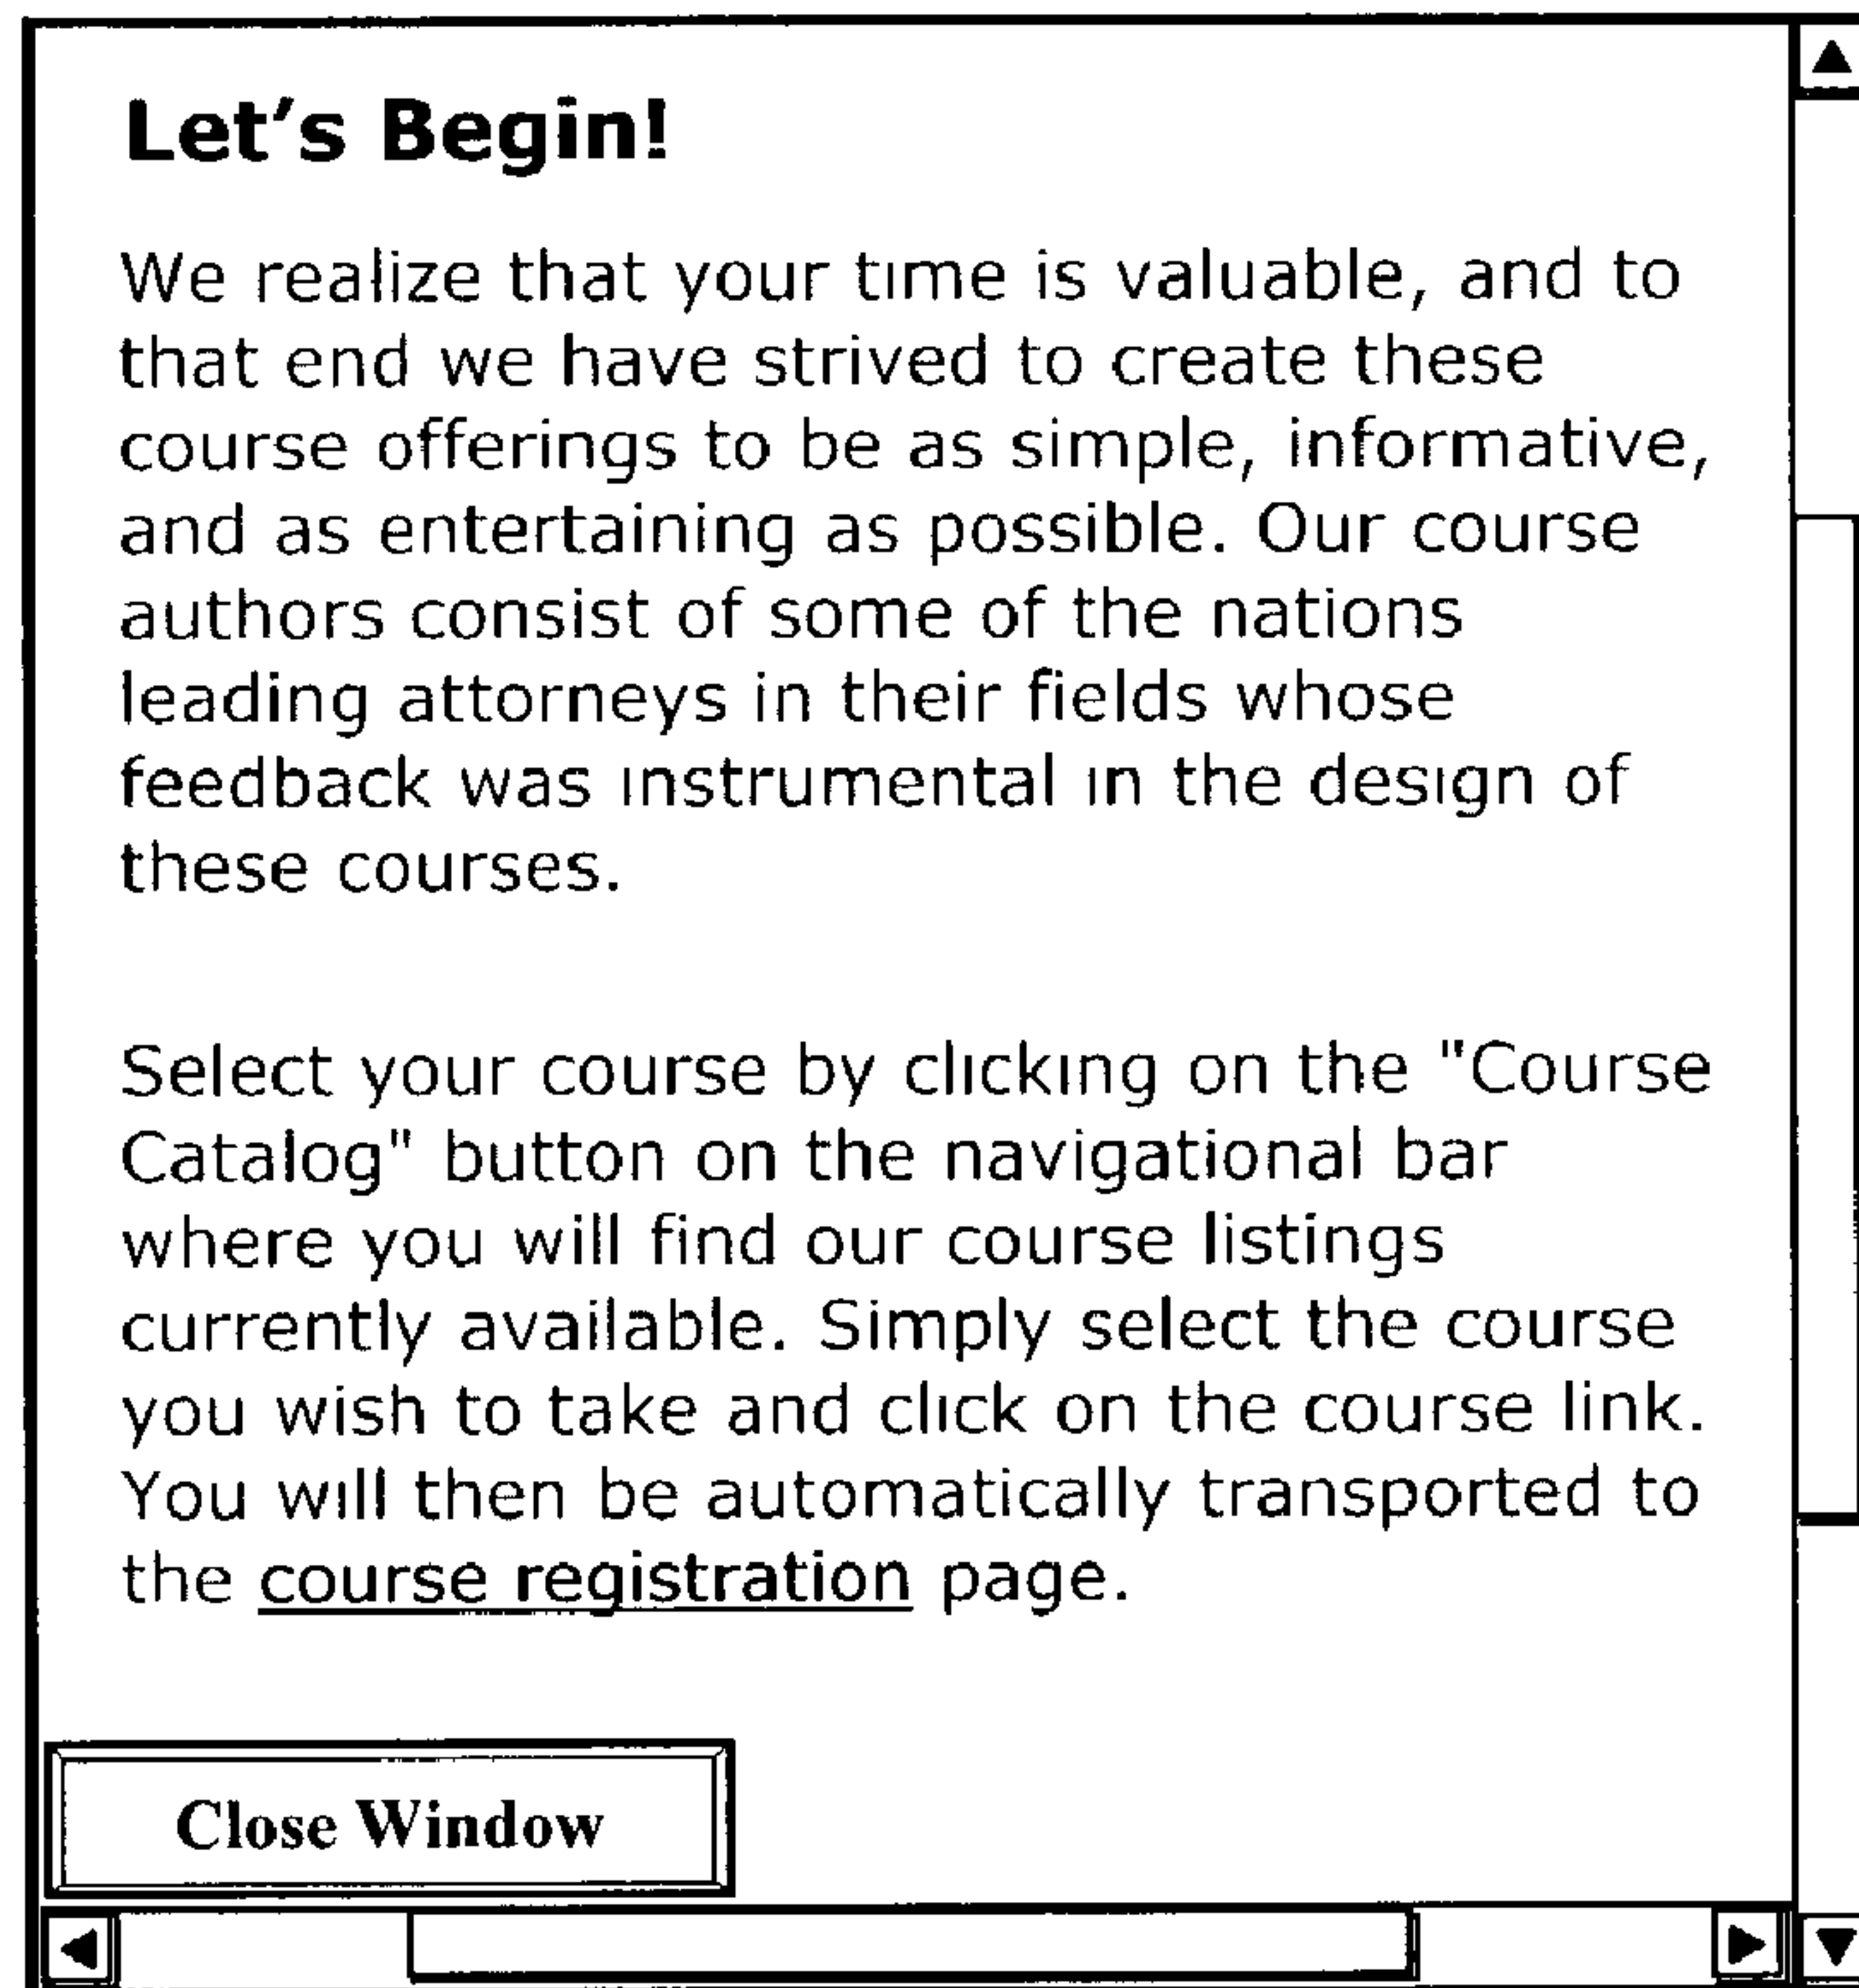 Let's Begin!
We realize that your time is valuable, and to
that end we have strived to create these
course offerings to be as simple, informative,
and as entertaining as possible. Our course
authors consist of some of the nations
leading attorneys in their fields whose
feedback was instrumental in the design of
these courses.
Select your course by clicking on the "Course
Catalog" button on the navigational bar
where you will find our course listings
currently available. Simply select the course
you wish to take and click on the course link.
You will then be automatically transported to
the course registration page.
Close Window